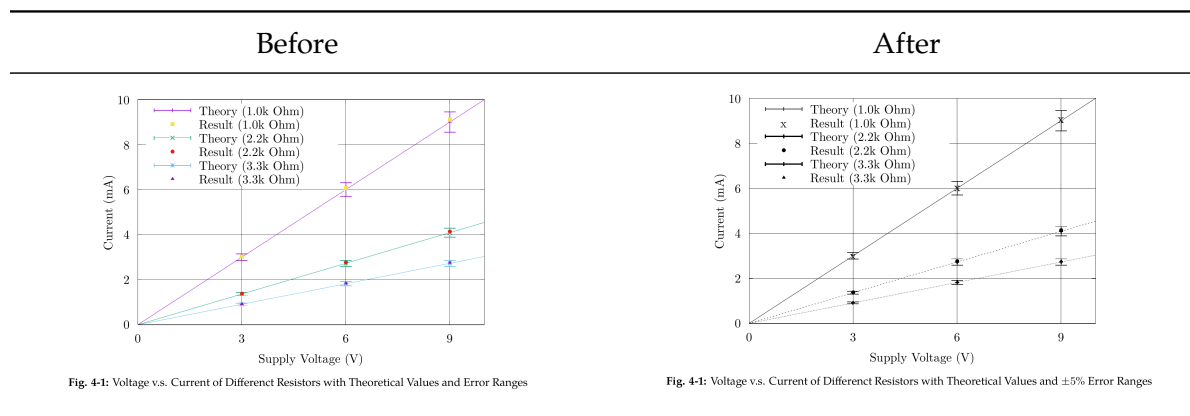 Before
After
10
8
6
4
2
0
0
3
6
9
Current (mA)
Supply Voltage (V)
Theory (1.0k Ohm)
Result (1.0k Ohm)
Theory (2.2k Ohm)
Result (2.2k Ohm)
Theory (3.3k Ohm)
Result (3.3k Ohm)
Fig. 4-1: Voltage v.s. Current of Differenct Resistors with Theoretical Values and Error Ranges
10
8
6
4
2
0
0
3
6
9
Current (mA)
Supply Voltage (V)
Theory (1.0k Ohm)
Result (1.0k Ohm)
Theory (2.2k Ohm)
Result (2.2k Ohm)
Theory (3.3k Ohm)
Result (3.3k Ohm)
Fig. 4-1: Voltage v.s. Current of Differenct Resistors with Theoretical Values and ±5% Error Ranges